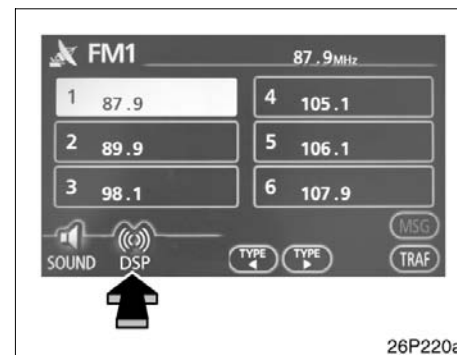 FM1 87.9MHz
1 87.9
4 105.1
2 89.9
5 106.1
3 98.1
6 107.9
MSG
SOUND DSP TYPE TYPE TRAF
26P220a